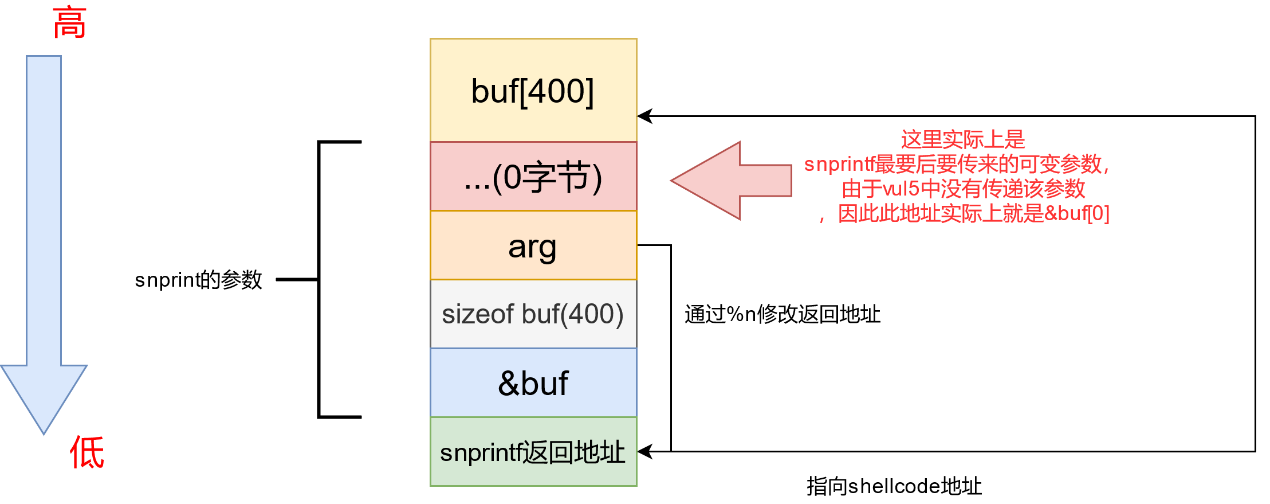 高
buf[400]
这里实际上是
snprintf最要后要传来的可变参数，
由于vul5中没有传递该参数
，因此此地址实际上就是&buf[0]
...(0字节)
arg
snprint的参数
sizeof buf(400)
通过%n修改返回地址
&buf
低
snprintf返回地址
指向shellcode地址